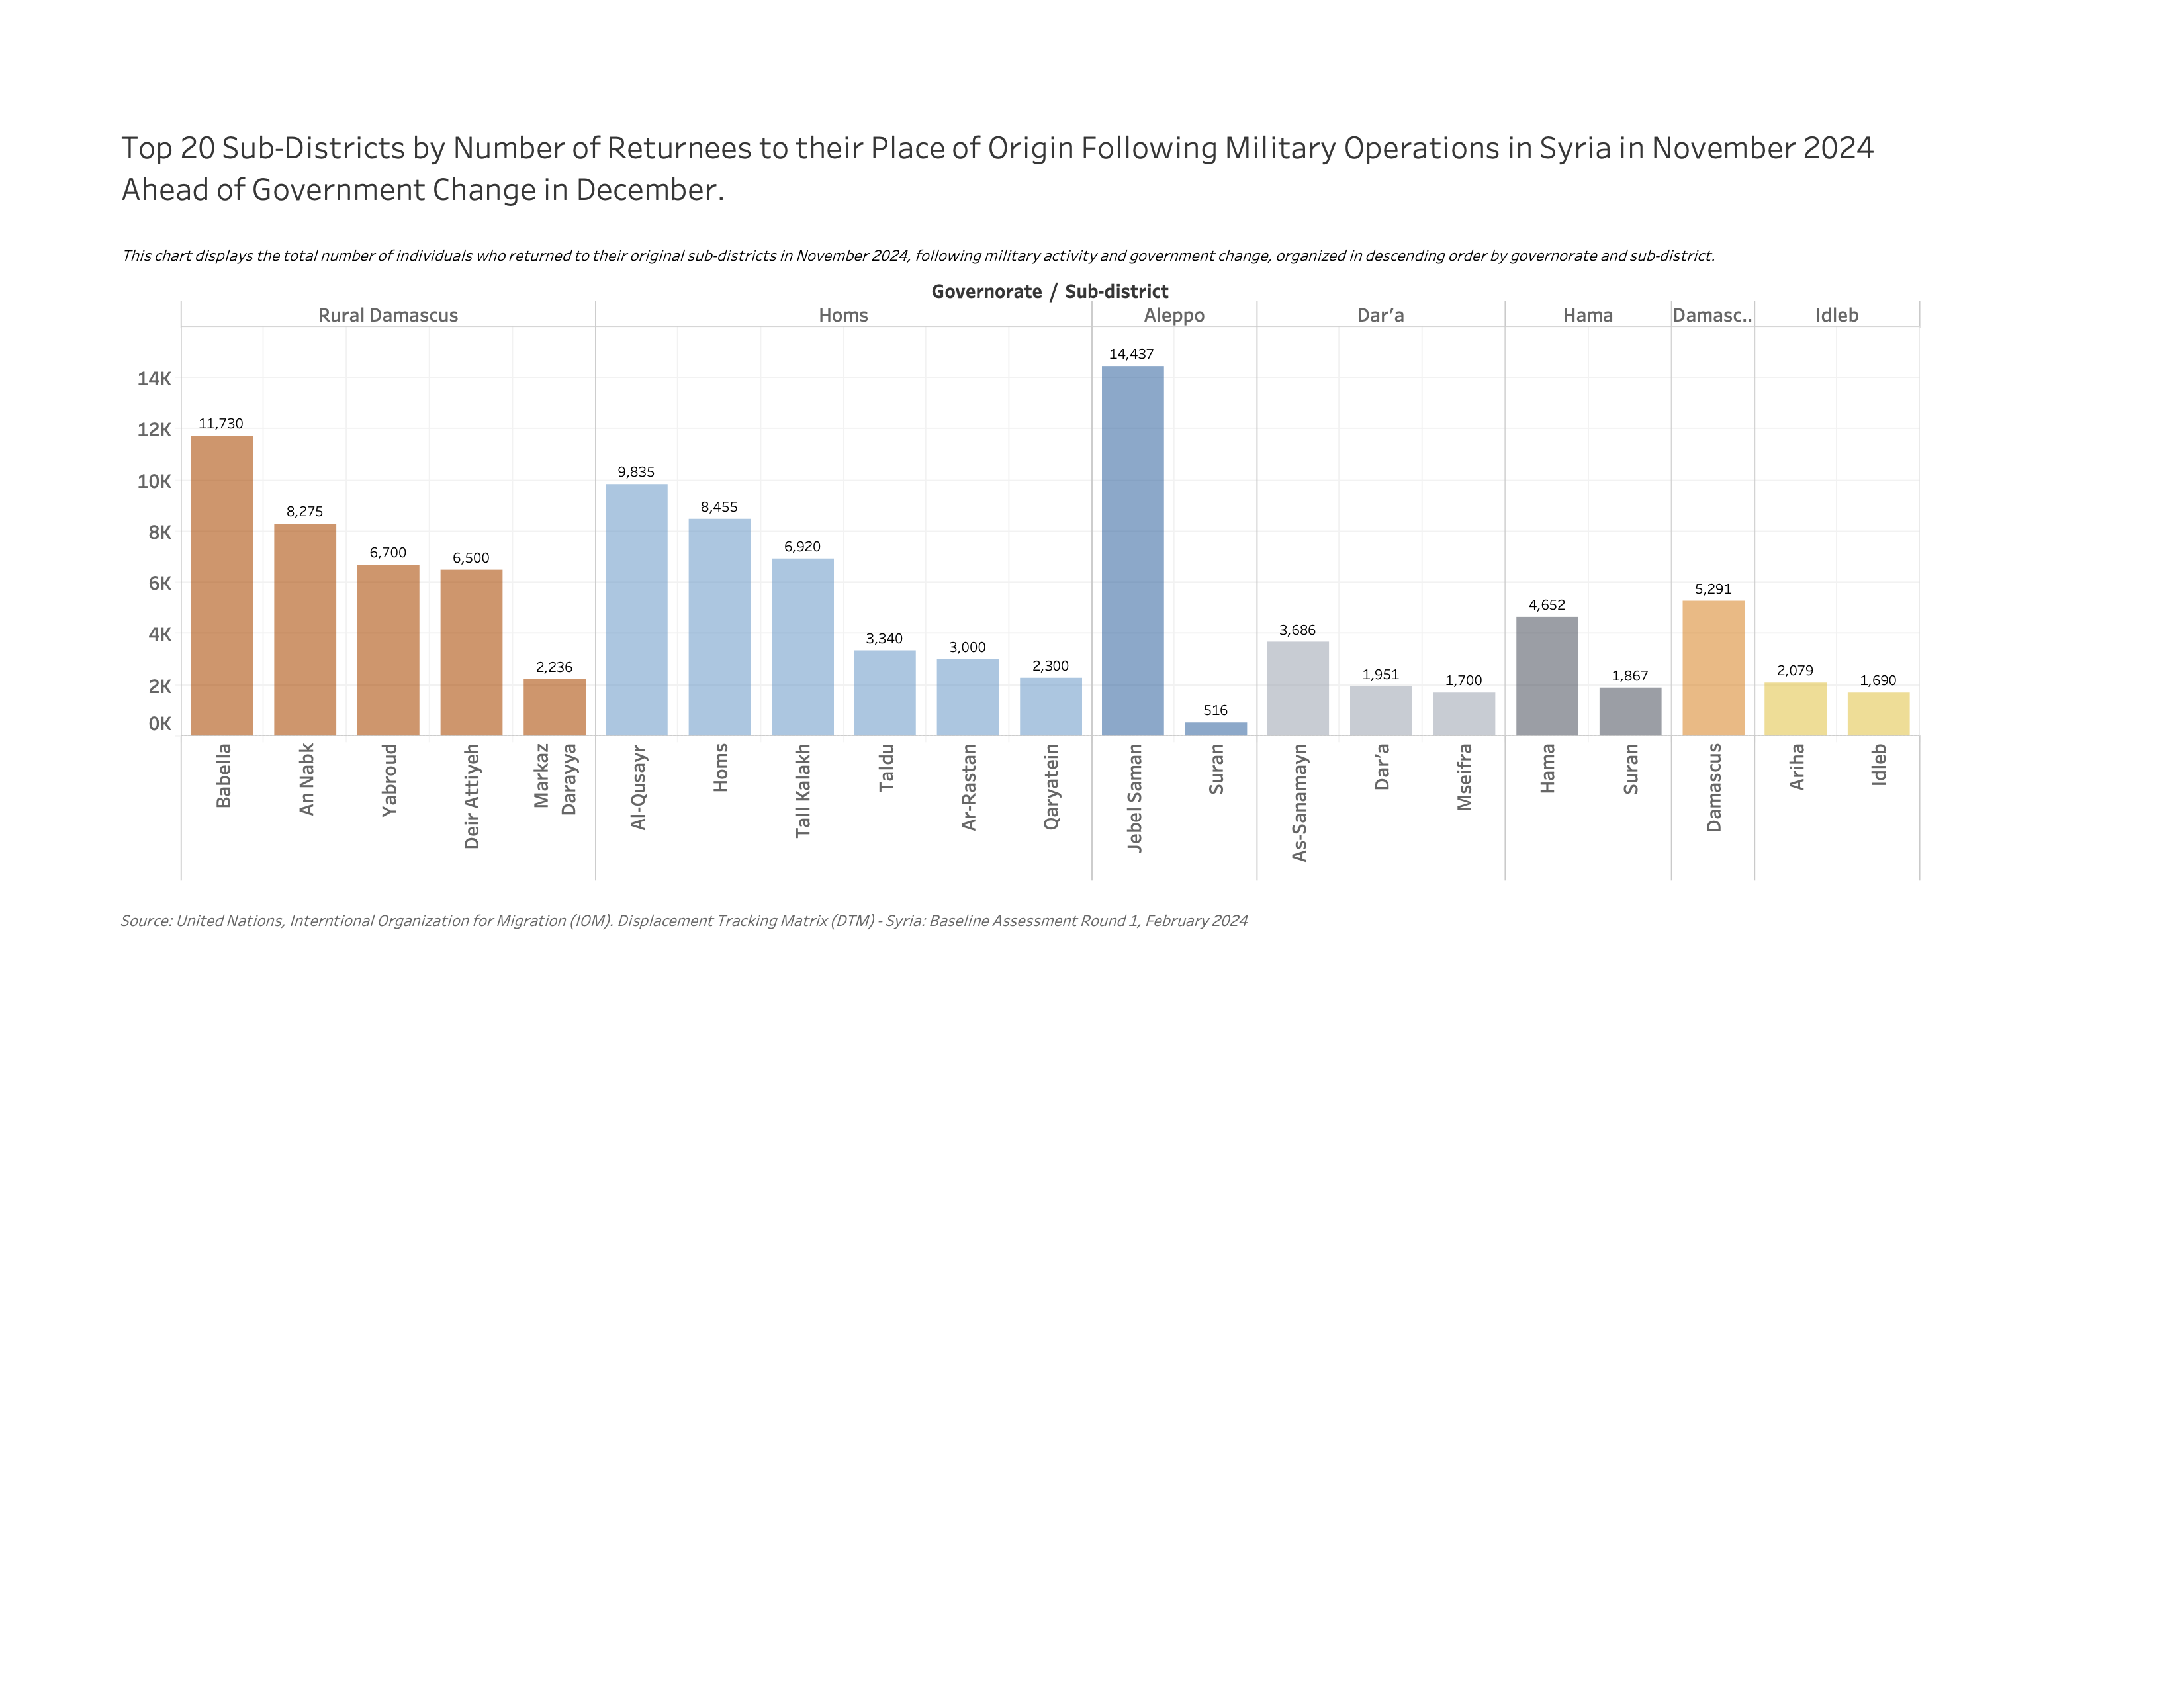 Top 20 Sub-Districts by Number of Returnees to their Place of Origin Following Military Operations in Syria in November 2024
Ahead of Government Change in December.
This chart displays the total number of individuals who returned to their original sub-districts in November 2024, following military activity and government change, organized in descending order by governorate and sub-district.
Governorate / Sub-district
Rural Damascus
Homs
Aleppo
Dar'a
Hama
Damasc..
Idleb
14K
12K
10K
8K
6K
4K
2K
0K
11,730
8,275
6,700
6,500
2,236
9,835
8,455
6,920
3,340
3,000
2,300
14,437
516
3,686
1,951
1,700
4,652
1,867
5,291
2,079
1,690
Babella
An Nabk
Yabroud
Deir Attiyeh
Markaz
Darayya
Al-Qusayr
Homs
Tall Kalakh
Taldu
Ar-Rastan
Qaryatein
Jebel Saman
Suran
As-Sanamayn
Dar'a
Mseifra
Hama
Suran
Damascus
Ariha
Idleb
Source: United Nations, Interntional Organization for Migration (IOM). Displacement Tracking Matrix (DTM) - Syria: Baseline Assessment Round 1, February 2024